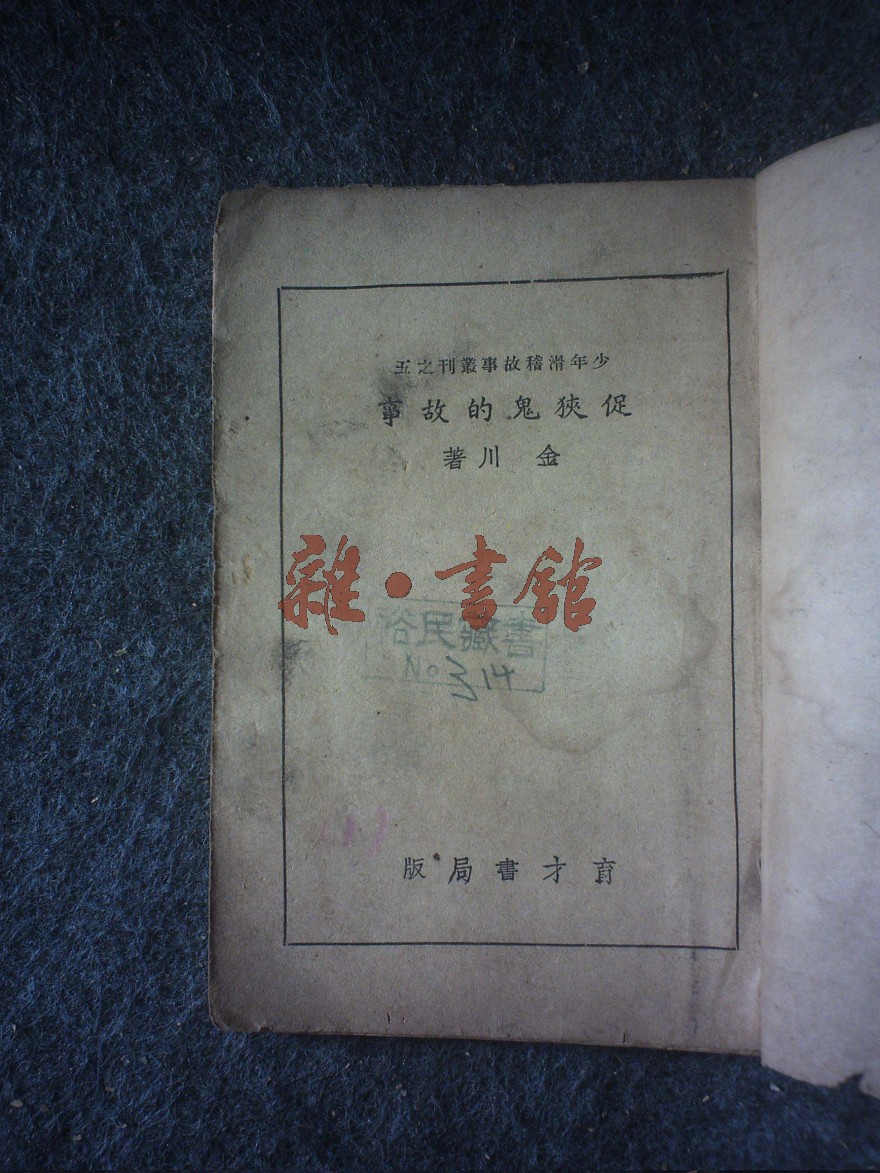 少年滑稽故事叢刊之五
促狹鬼的故事
金川著
雜·書館
民藏書
No 314
育才書局版